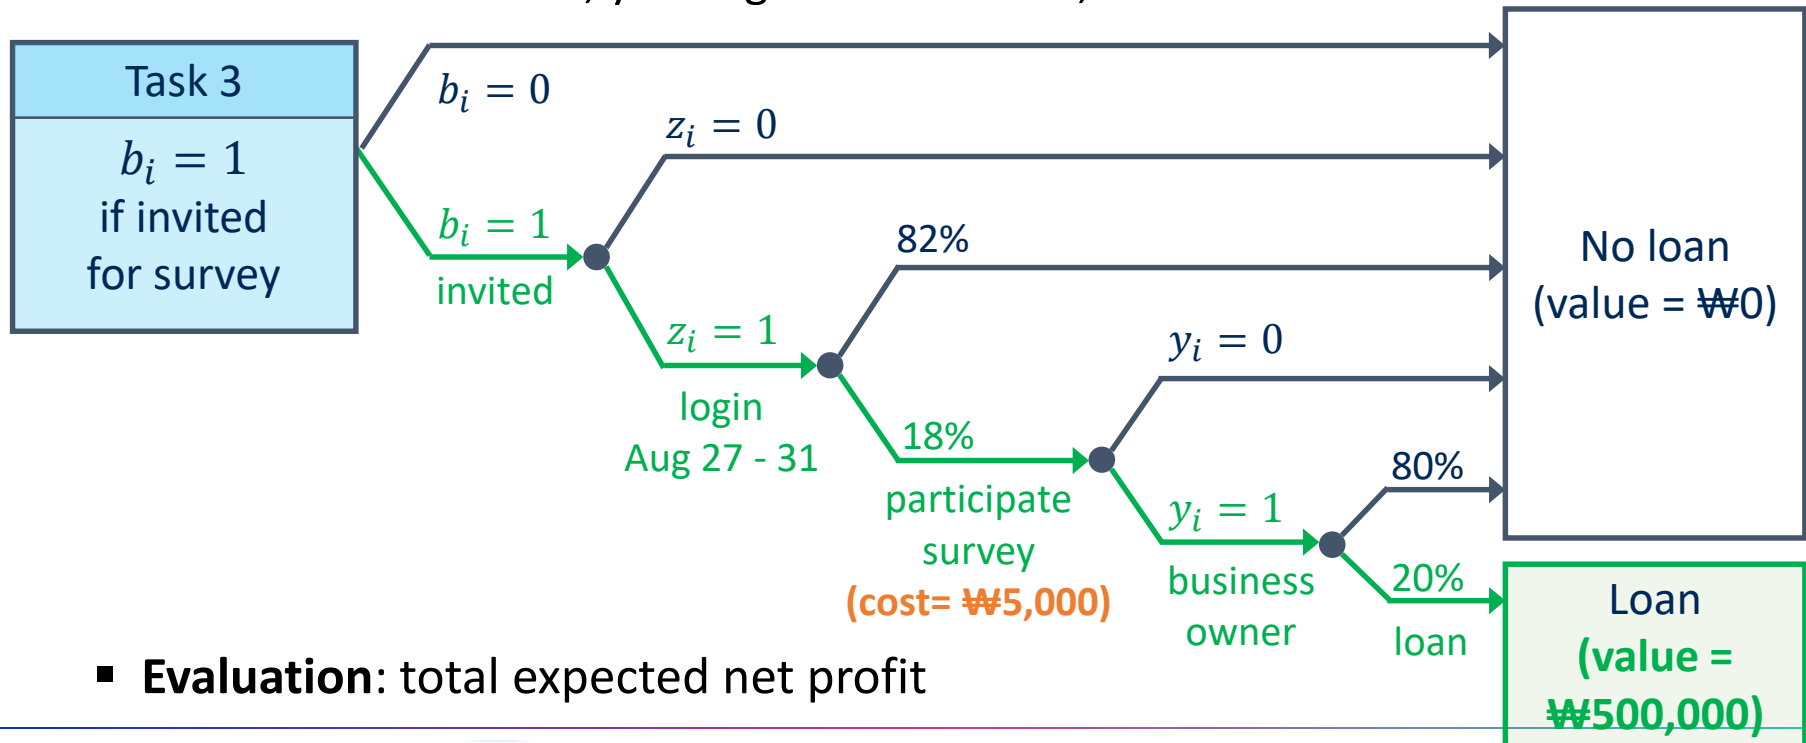 Task 3
b_i = 1
if invited
for survey
b_i = 0
z_i = 0
b_i = 1
invited
82%
z_i = 1
login
Aug 27 - 31
y_i = 0
18%
participate
survey
(cost= ₩5,000)
80%
y_i = 1
business
owner
20%
loan
No loan
(value = ₩0)
Loan
(value =
₩500,000)
▪ Evaluation: total expected net profit